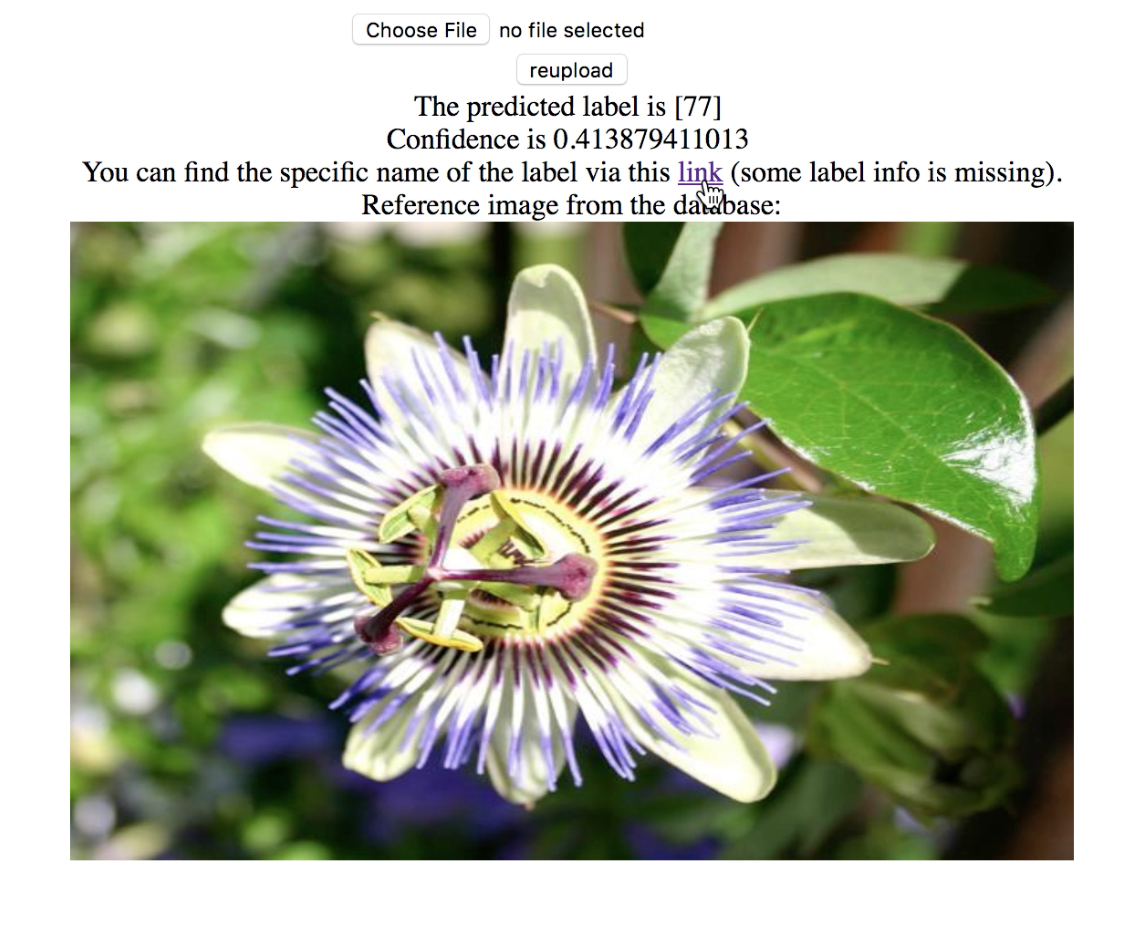 Choose File no file selected
reupload
The predicted label is [77]
Confidence is 0.413879411013
You can find the specific name of the label via this link (some label info is missing).
Reference image from the database: